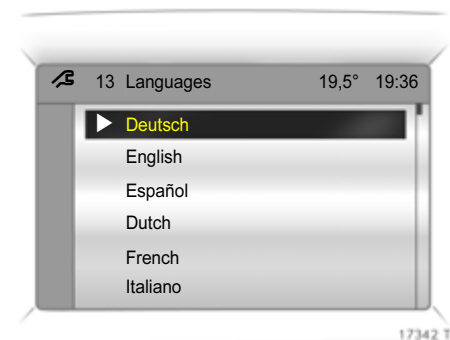 13 Languages 19,5° 19:36
Deutsch
English
Español
Dutch
French
Italiano
17342 T